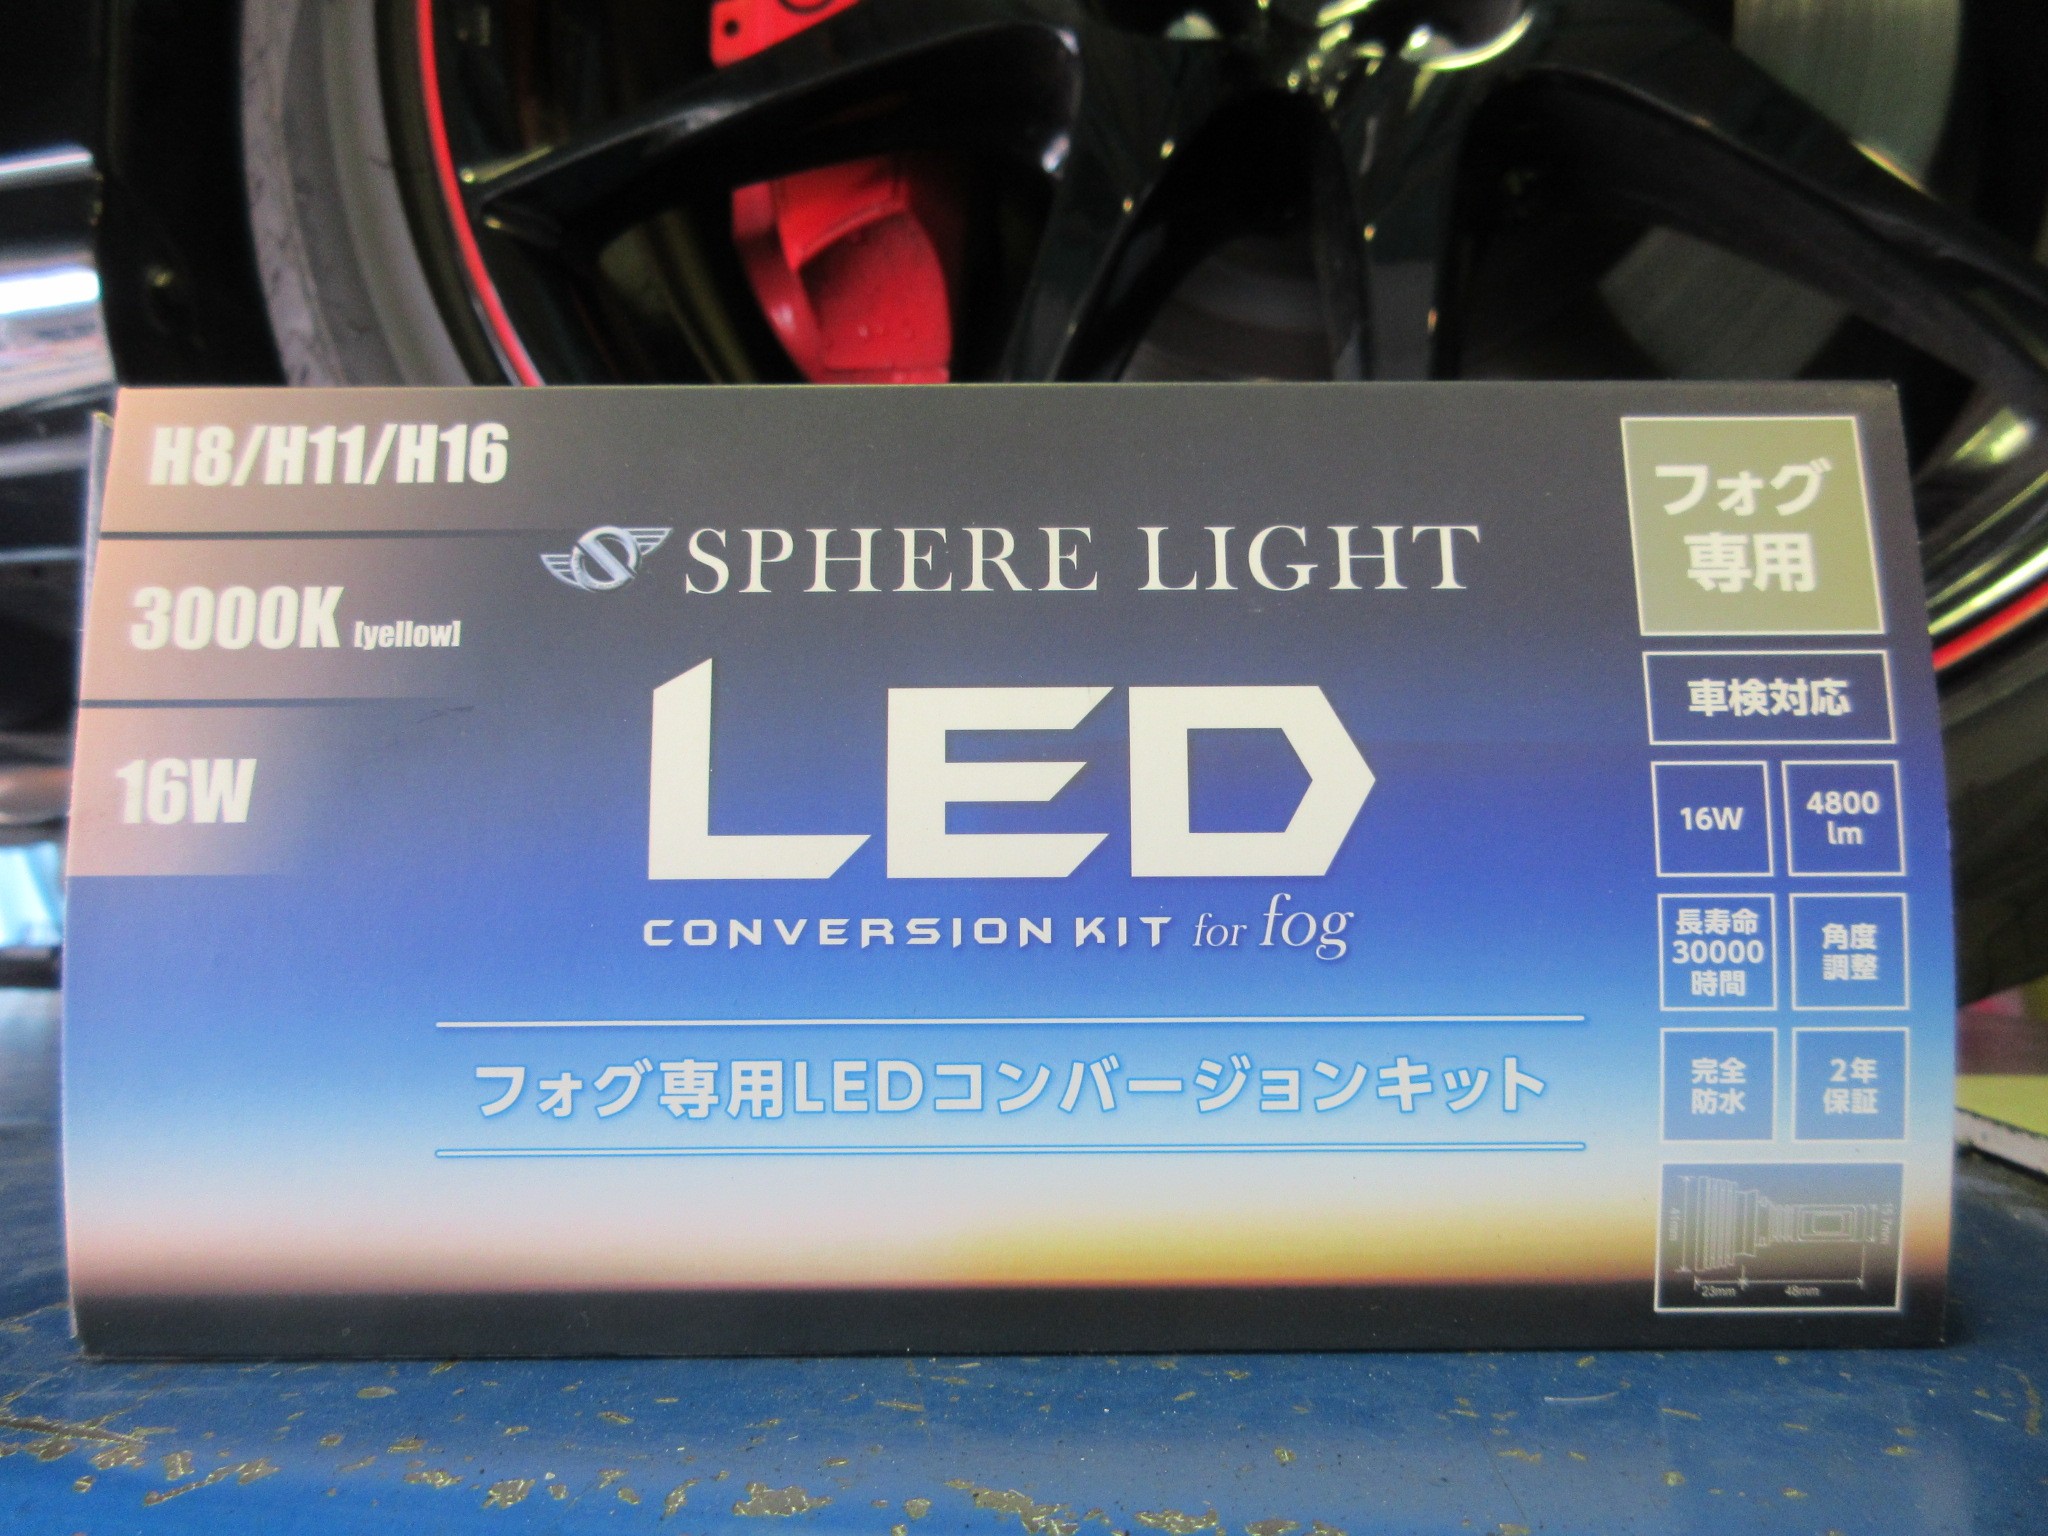 H8/H11/H16
3000K [yellow]
16W
SPHERE LIGHT
LED
CONVERSION KIT for fog
フォグ専用LEDコンバージョンキット
フォグ
専用
車検対応
16W
4800
lm
長寿命
30000
時間
角度
調整
完全
防水
2年
保証
41mm
23mm
48mm